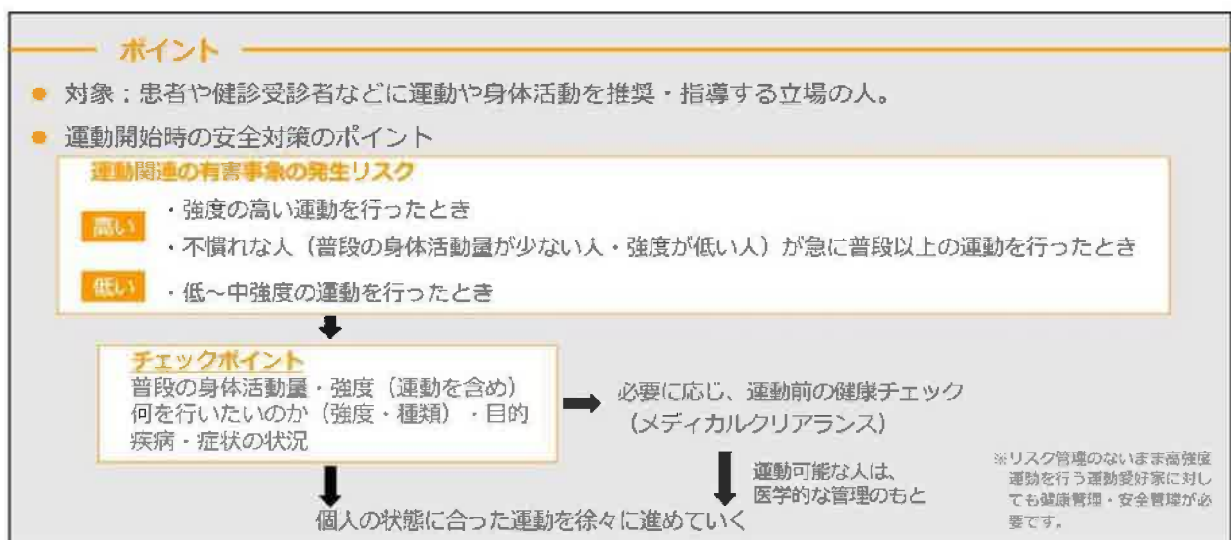 ポイント
● 対象：患者や健診受診者などに運動や身体活動を推奨・指導する立場の人。
● 運動開始時の安全対策のポイント
運動関連の有害事象の発生リスク
高い
・強度の高い運動を行ったとき
・不慣れな人（普段の身体活動量が少ない人・強度が低い人）が急に普段以上の運動を行ったとき
低い
・低～中強度の運動を行ったとき
チェックポイント
普段の身体活動量・強度（運動を含め）
何を行いたいのか（強度・種類）・目的
疾病・症状の状況
必要に応じ、運動前の健康チェック
（メディカルクリアランス）
運動可能な人は、
医学的な管理のもと
個人の状態に合った運動を徐々に進めていく
※リスク管理のないまま高強度
運動を行う運動愛好家に対し
ても健康管理・安全管理が必
要です。